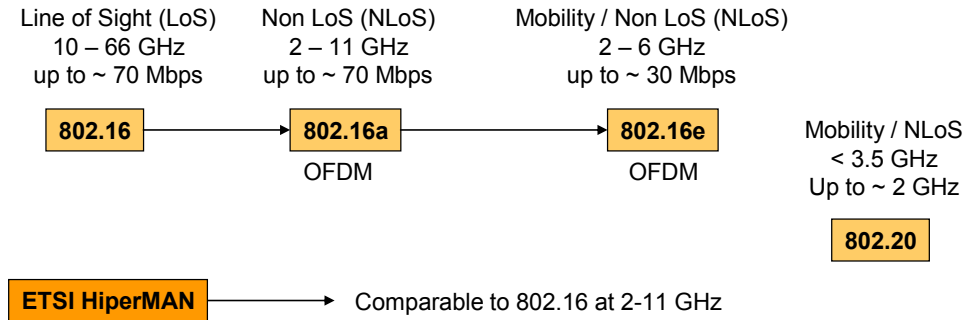 Line of Sight (LoS)
10 – 66 GHz
up to ~ 70 Mbps
802.16
Non LoS (NLoS)
2 – 11 GHz
up to ~ 70 Mbps
802.16a
OFDM
Mobility / Non LoS (NLoS)
2 – 6 GHz
up to ~ 30 Mbps
802.16e
OFDM
Mobility / NLoS
< 3.5 GHz
Up to ~ 2 GHz
802.20
ETSI HiperMAN
Comparable to 802.16 at 2-11 GHz